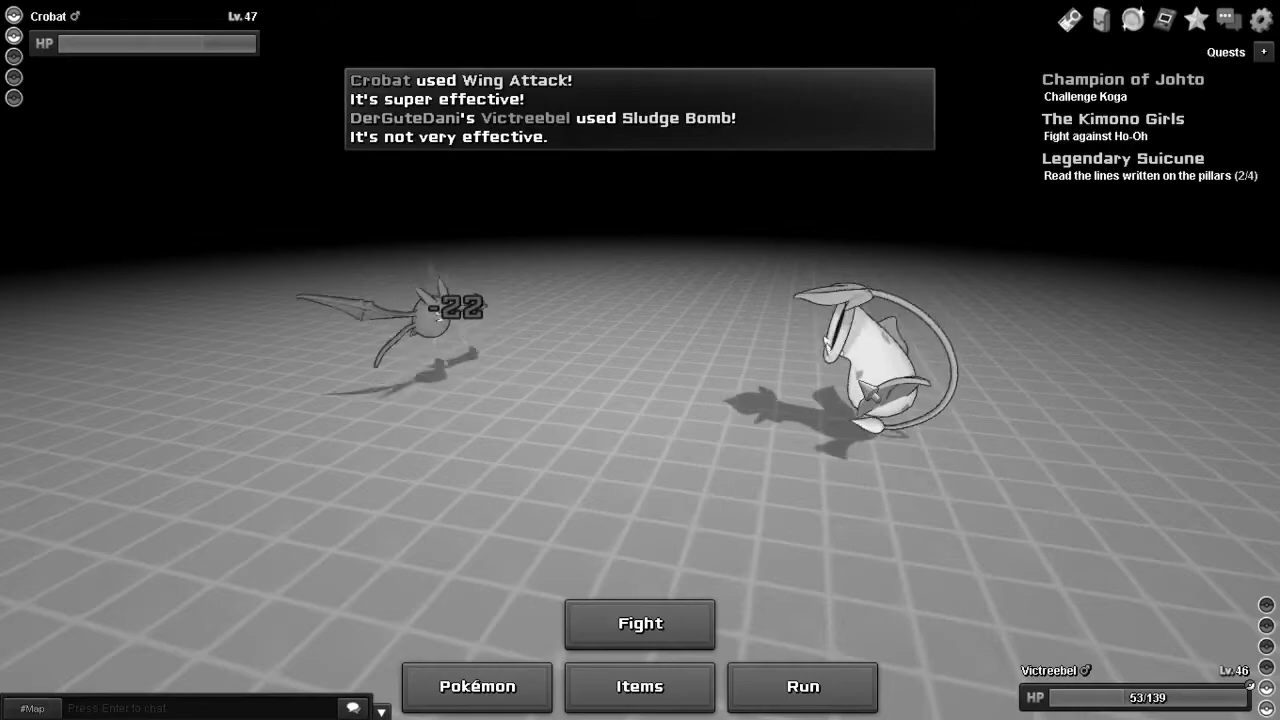 Crobat ♂ Lv. 47
HP
Crobat used Wing Attack!
It's super effective!
DerGuteDani's Victreebel used Sludge Bomb!
It's not very effective.
Quests +
Champion of Johto
Challenge Koga
The Kimono Girls
Fight against Ho-Oh
Legendary Suicune
Read the lines written on the pillars (2/4)
-22
Fight
Pokémon Items Run
Victreebel ♂ Lv. 46
HP 53/139
#Map Press Enter to chat